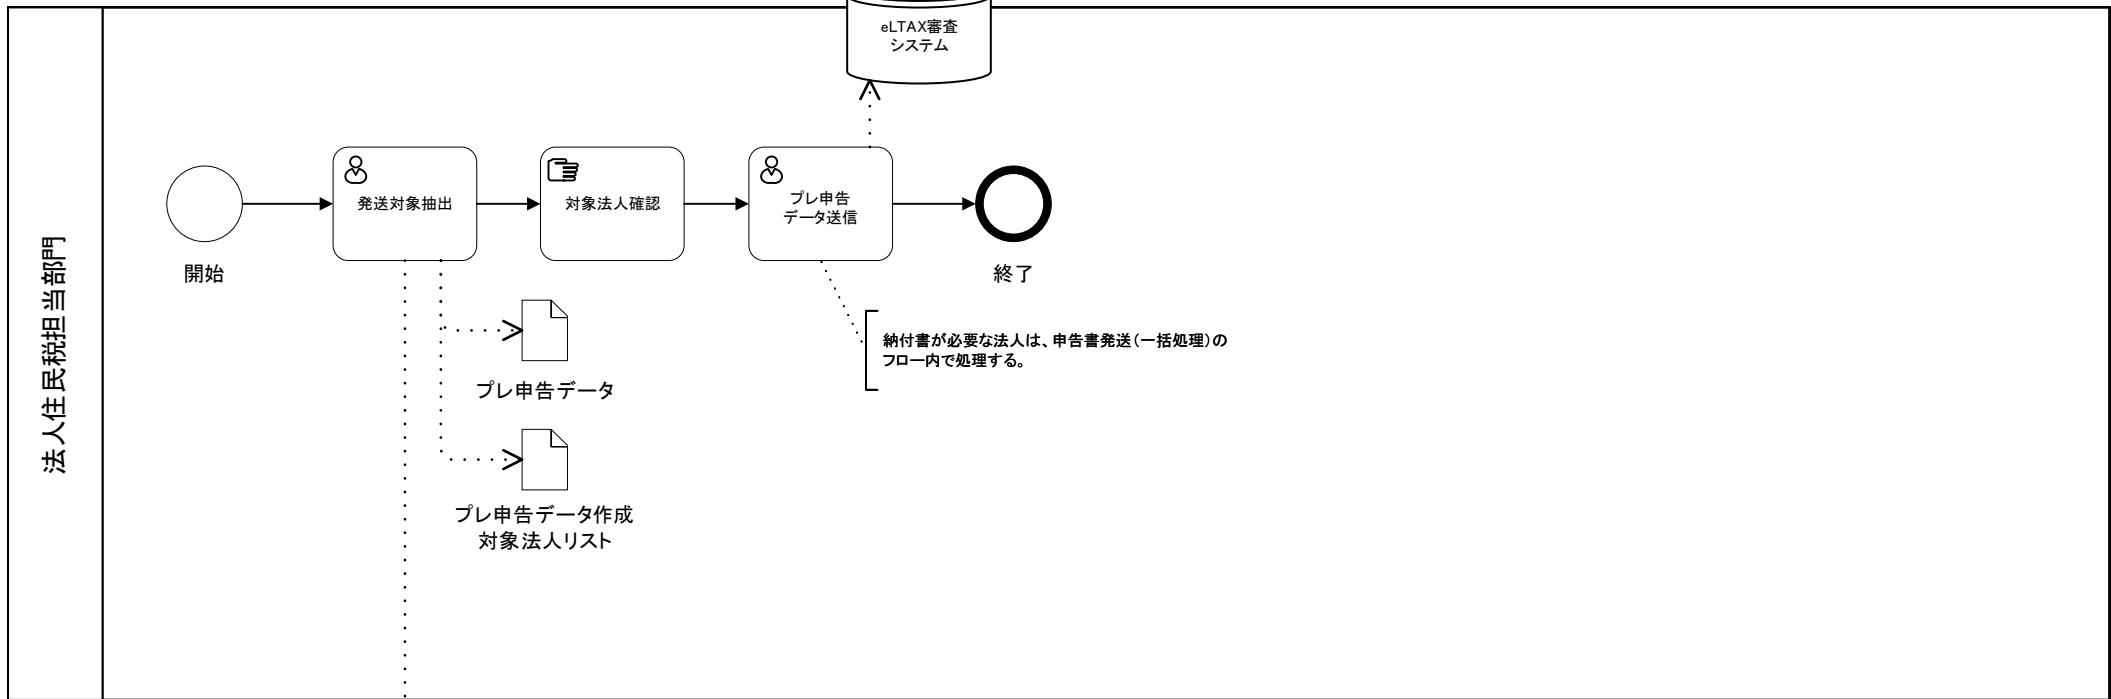 eLTAX審査
システム
法人住民税担当部門
開始
発送対象抽出
対象法人確認
プレ申告
データ送信
終了
納付書が必要な法人は、申告書発送（一括処理）の
フロー内で処理する。
プレ申告データ
プレ申告データ作成
対象法人リスト